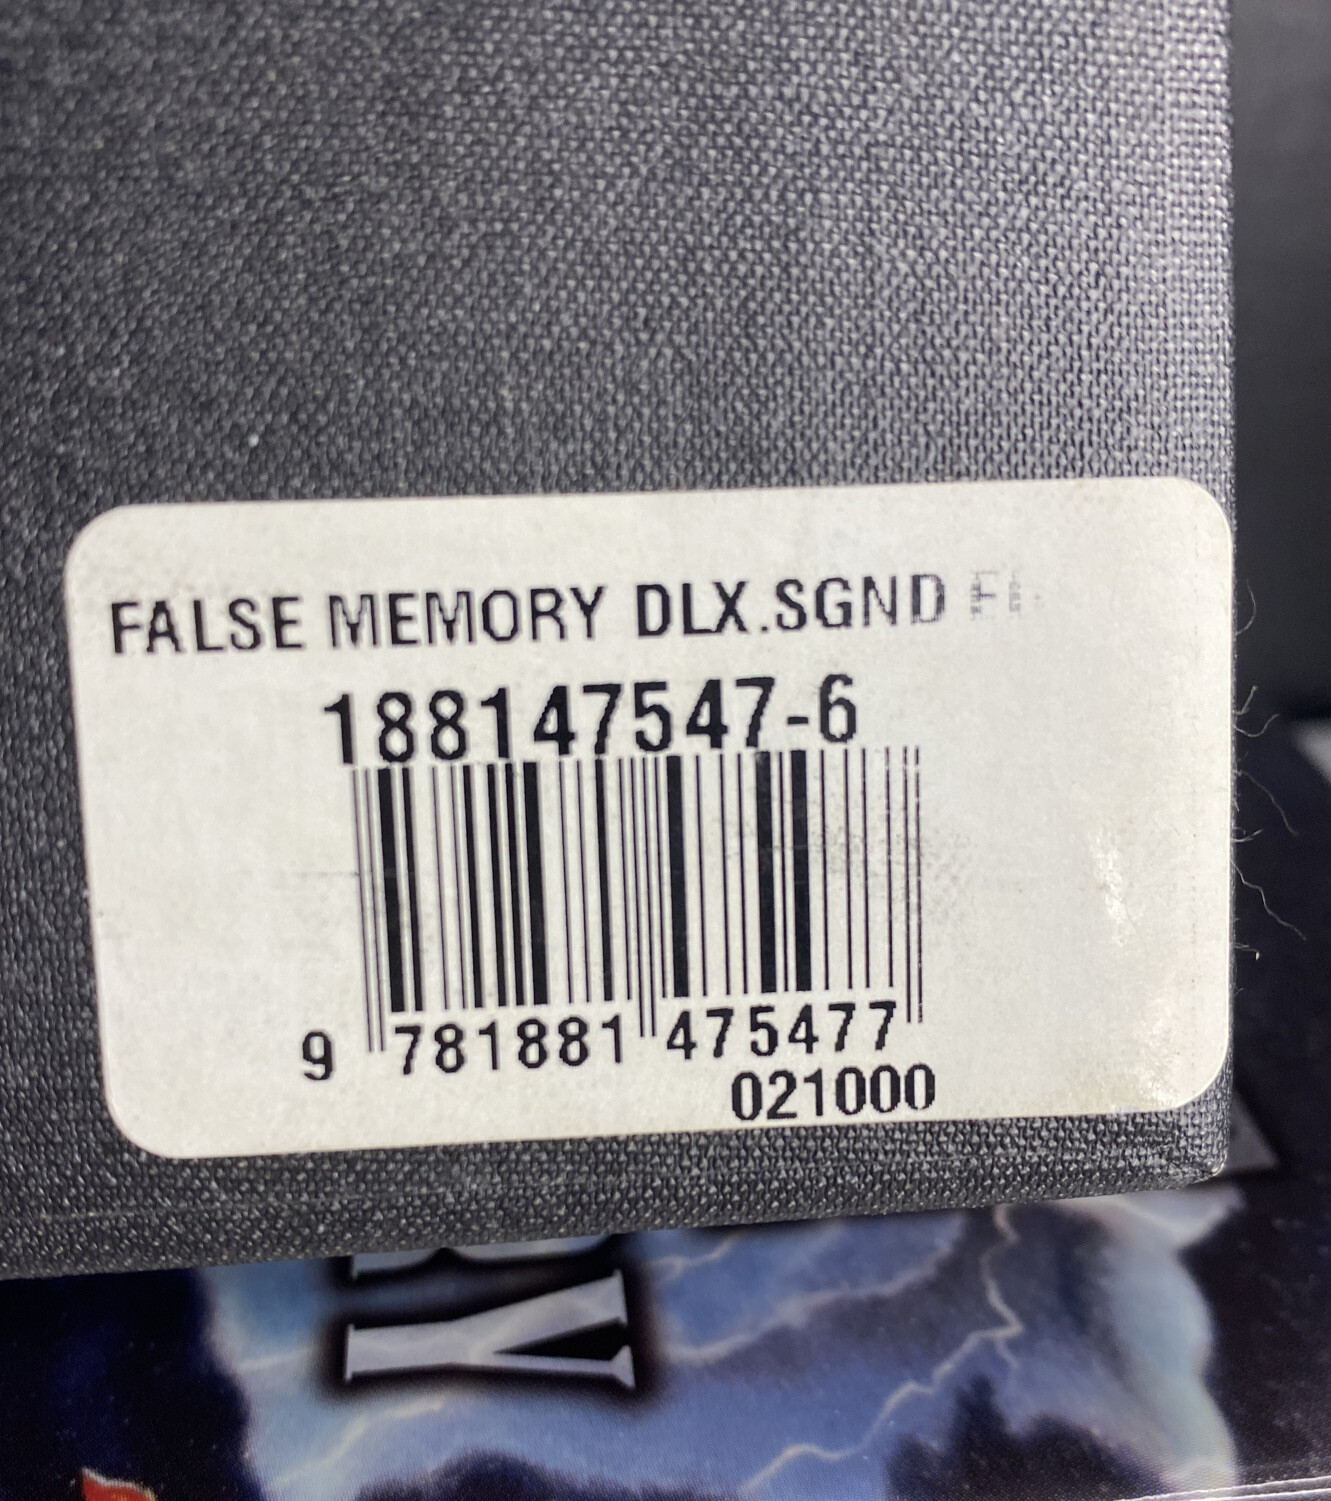 FALSE MEMORY DLX.SGND
188147547-6
9 781881 475477
021000
Y